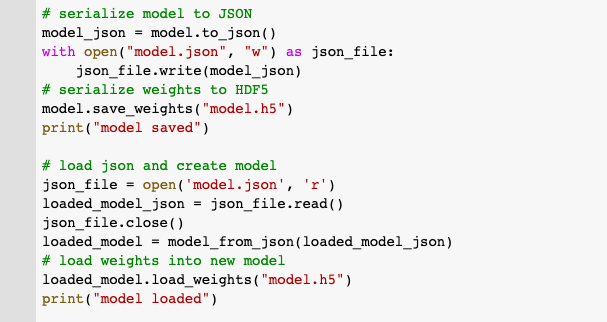 # serialize model to JSON
model_json = model.to_json()
with open("model.json", "w") as json_file:
    json_file.write(model_json)
# serialize weights to HDF5
model.save_weights("model.h5")
print("model saved")

# load json and create model
json_file = open('model.json', 'r')
loaded_model_json = json_file.read()
json_file.close()
loaded_model = model_from_json(loaded_model_json)
# load weights into new model
loaded_model.load_weights("model.h5")
print("model loaded")